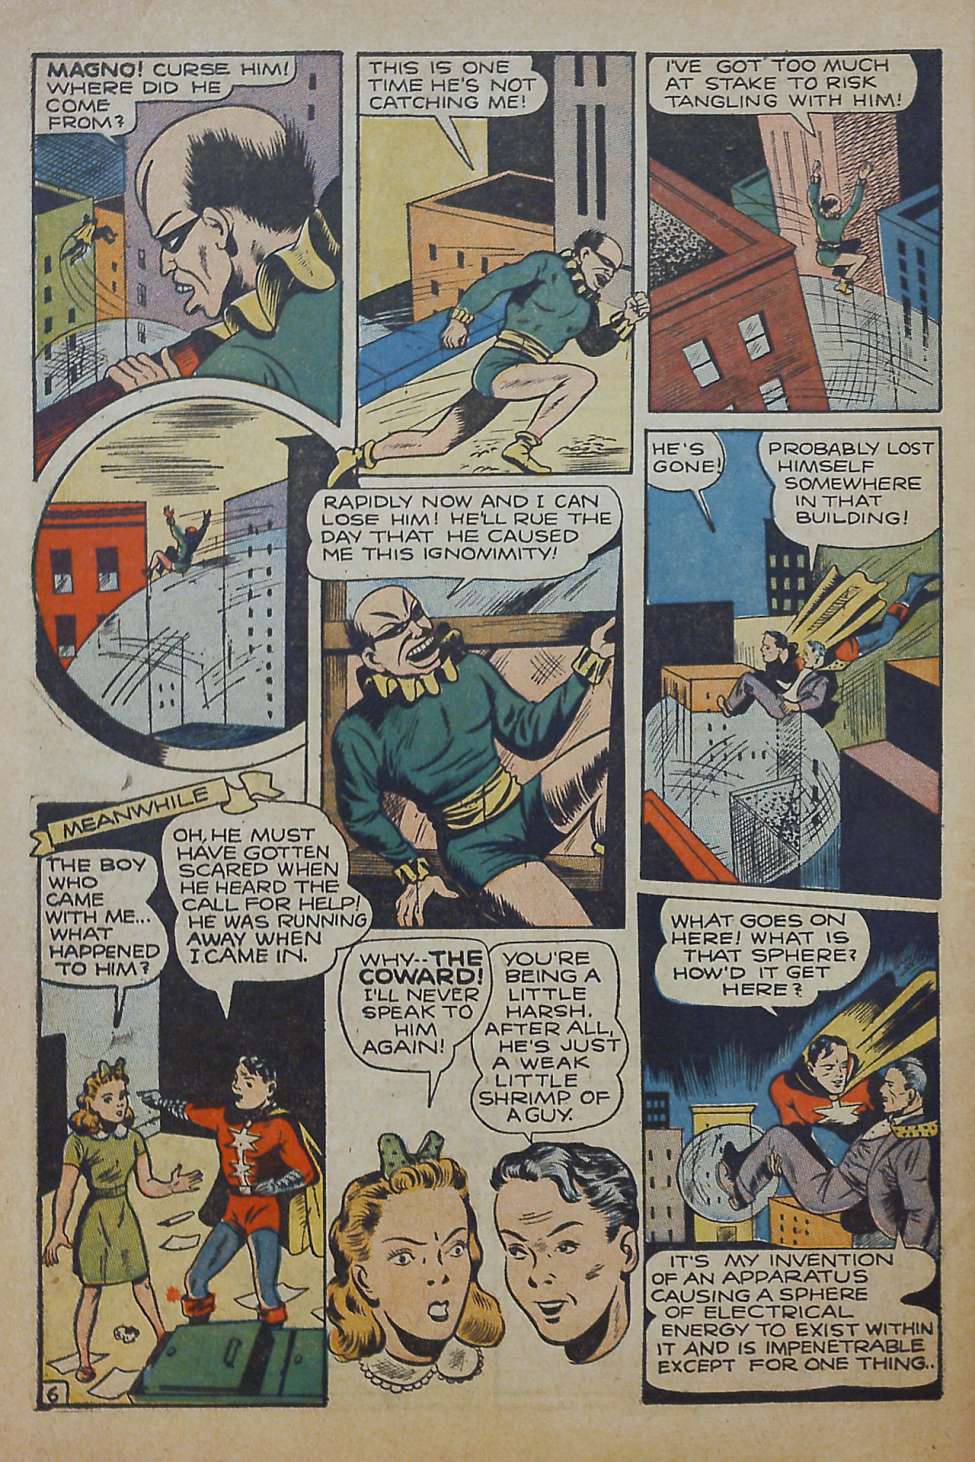 MAGNO! CURSE HIM!
WHERE DID HE
COME
FROM?
THIS IS ONE
TIME HE'S NOT
CATCHING ME!
I'VE GOT TOO MUCH
AT STAKE TO RISK
TANGLING WITH HIM!
RAPIDLY NOW AND I CAN
LOSE HIM! HE'LL RUE THE
DAY THAT HE CAUSED
ME THIS IGNONIMITY!
HE'S
GONE!
PROBABLY LOST
HIMSELF
SOMEWHERE
IN THAT
BUILDING!
MEANWHILE
THE BOY
WHO
CAME
WITH ME...
WHAT
HAPPENED
TO HIM?
OH, HE MUST
HAVE GOTTEN
SCARED WHEN
HE HEARD THE
CALL FOR HELP!
HE WAS RUNNING
AWAY WHEN
I CAME IN.
WHY--THE
COWARD!
I'LL NEVER
SPEAK TO
HIM
AGAIN!
YOU'RE
BEING A
LITTLE
HARSH.
AFTER ALL,
HE'S JUST
A WEAK
LITTLE
SHRIMP OF
A GUY.
WHAT GOES ON
HERE! WHAT IS
THAT SPHERE?
HOW'D IT GET
HERE?
IT'S MY INVENTION
OF AN APPARATUS
CAUSING A SPHERE
OF ELECTRICAL
ENERGY TO EXIST WITHIN
IT AND IS IMPENETRABLE
EXCEPT FOR ONE THING..
6